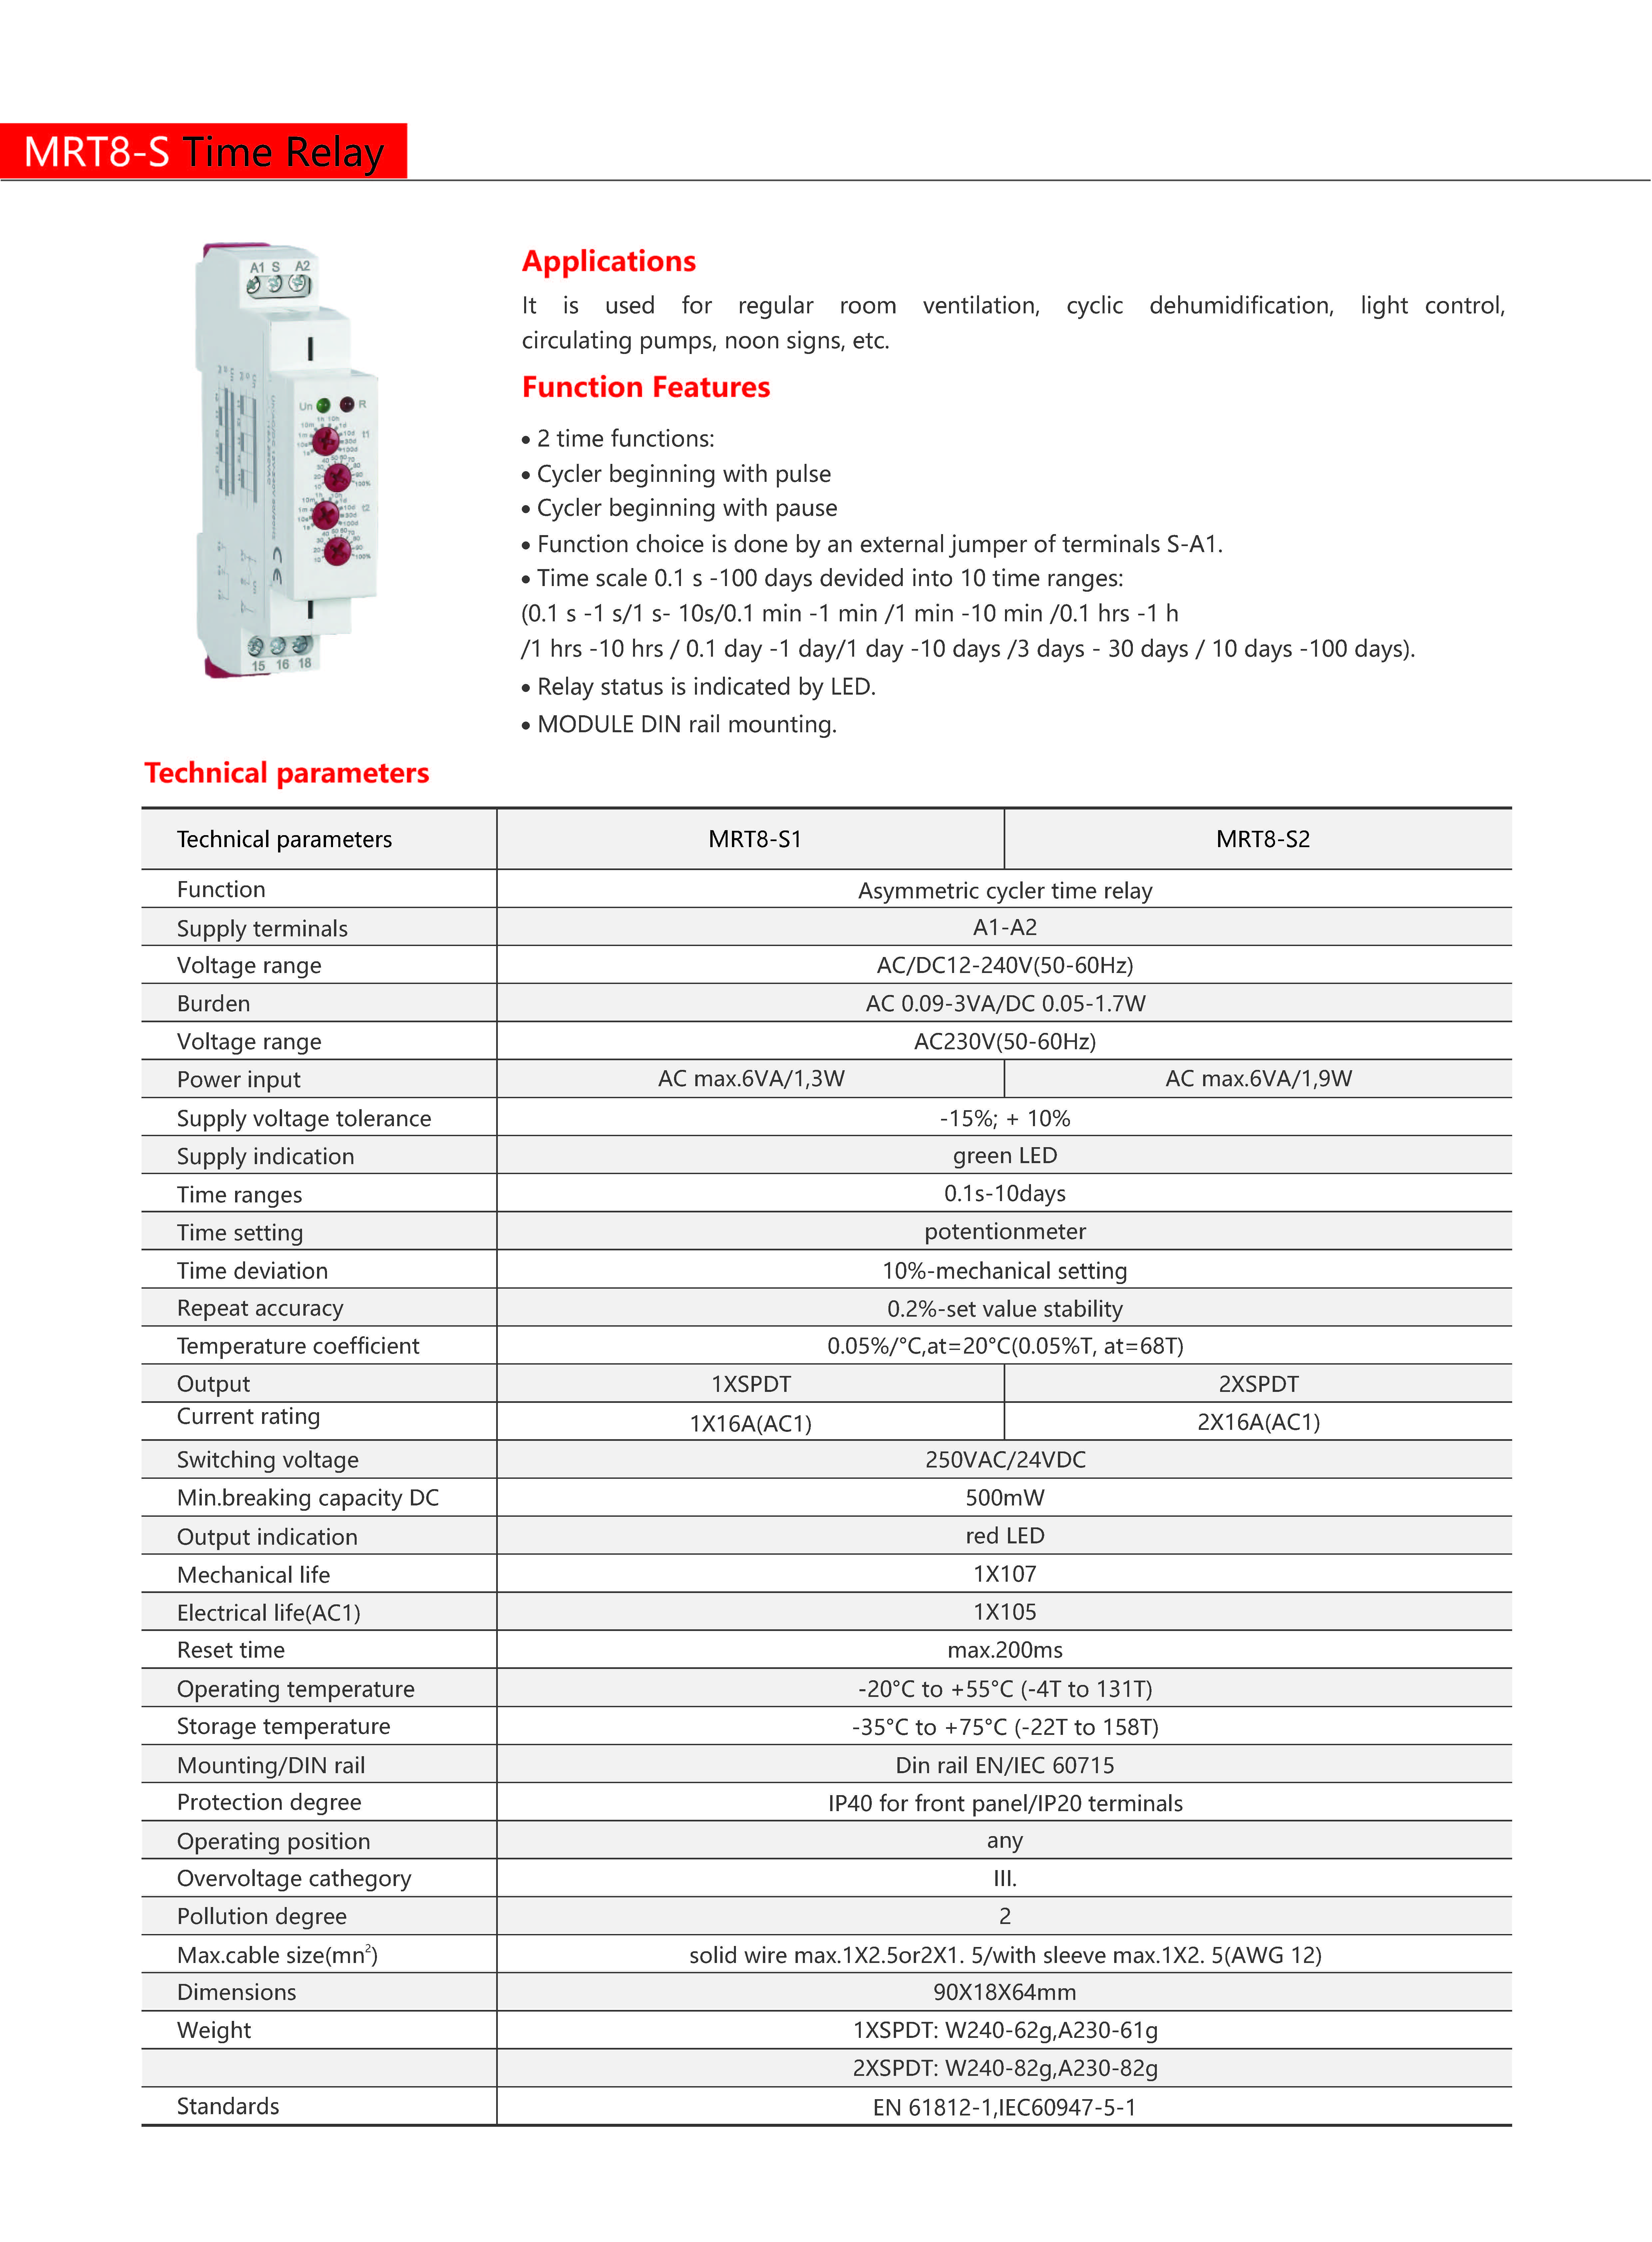 MRT8-S Time Relay
Applications
It is used for regular room ventilation, cyclic dehumidification, light control,
circulating pumps, noon signs, etc.
Function Features
• 2 time functions:
• Cycler beginning with pulse
• Cycler beginning with pause
• Function choice is done by an external jumper of terminals S-A1.
• Time scale 0.1 s -100 days devided into 10 time ranges:
(0.1 s -1 s/1 s- 10s/0.1 min -1 min /1 min -10 min /0.1 hrs -1 h
/1 hrs -10 hrs / 0.1 day -1 day/1 day -10 days /3 days - 30 days / 10 days -100 days).
• Relay status is indicated by LED.
• MODULE DIN rail mounting.
A1 S A2
Un R
t1
t2
15 16 18
Technical parameters
Technical parameters MRT8-S1 MRT8-S2
Function Asymmetric cycler time relay
Supply terminals A1-A2
Voltage range AC/DC12-240V(50-60Hz)
Burden AC 0.09-3VA/DC 0.05-1.7W
Voltage range AC230V(50-60Hz)
Power input AC max.6VA/1,3W AC max.6VA/1,9W
Supply voltage tolerance -15%; + 10%
Supply indication green LED
Time ranges 0.1s-10days
Time setting potentionmeter
Time deviation 10%-mechanical setting
Repeat accuracy 0.2%-set value stability
Temperature coefficient 0.05%/°C,at=20°C(0.05%T, at=68T)
Output 1XSPDT 2XSPDT
Current rating 1X16A(AC1) 2X16A(AC1)
Switching voltage 250VAC/24VDC
Min.breaking capacity DC 500mW
Output indication red LED
Mechanical life 1X107
Electrical life(AC1) 1X105
Reset time max.200ms
Operating temperature -20°C to +55°C (-4T to 131T)
Storage temperature -35°C to +75°C (-22T to 158T)
Mounting/DIN rail Din rail EN/IEC 60715
Protection degree IP40 for front panel/IP20 terminals
Operating position any
Overvoltage cathegory III.
Pollution degree 2
Max.cable size(mn²) solid wire max.1X2.5or2X1. 5/with sleeve max.1X2. 5(AWG 12)
Dimensions 90X18X64mm
Weight 1XSPDT: W240-62g,A230-61g
2XSPDT: W240-82g,A230-82g
Standards EN 61812-1,IEC60947-5-1